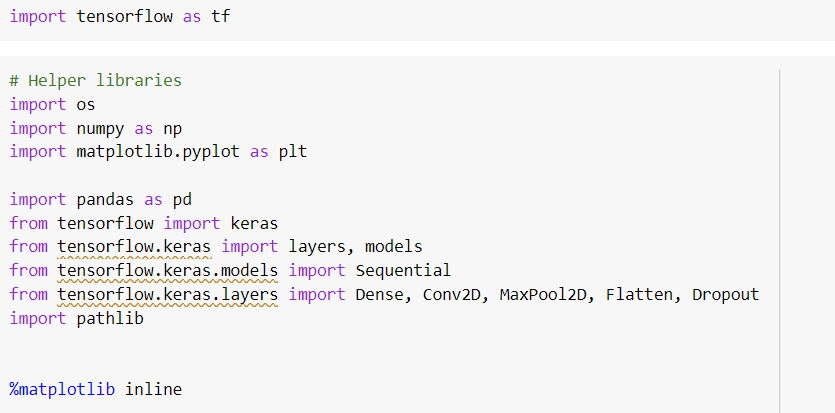 import tensorflow as tf
# Helper libraries
import os
import numpy as np
import matplotlib.pyplot as plt
import pandas as pd
from tensorflow import keras
from tensorflow.keras import layers, models
from tensorflow.keras.models import Sequential
from tensorflow.keras.layers import Dense, Conv2D, MaxPool2D, Flatten, Dropout
import pathlib
%matplotlib inline